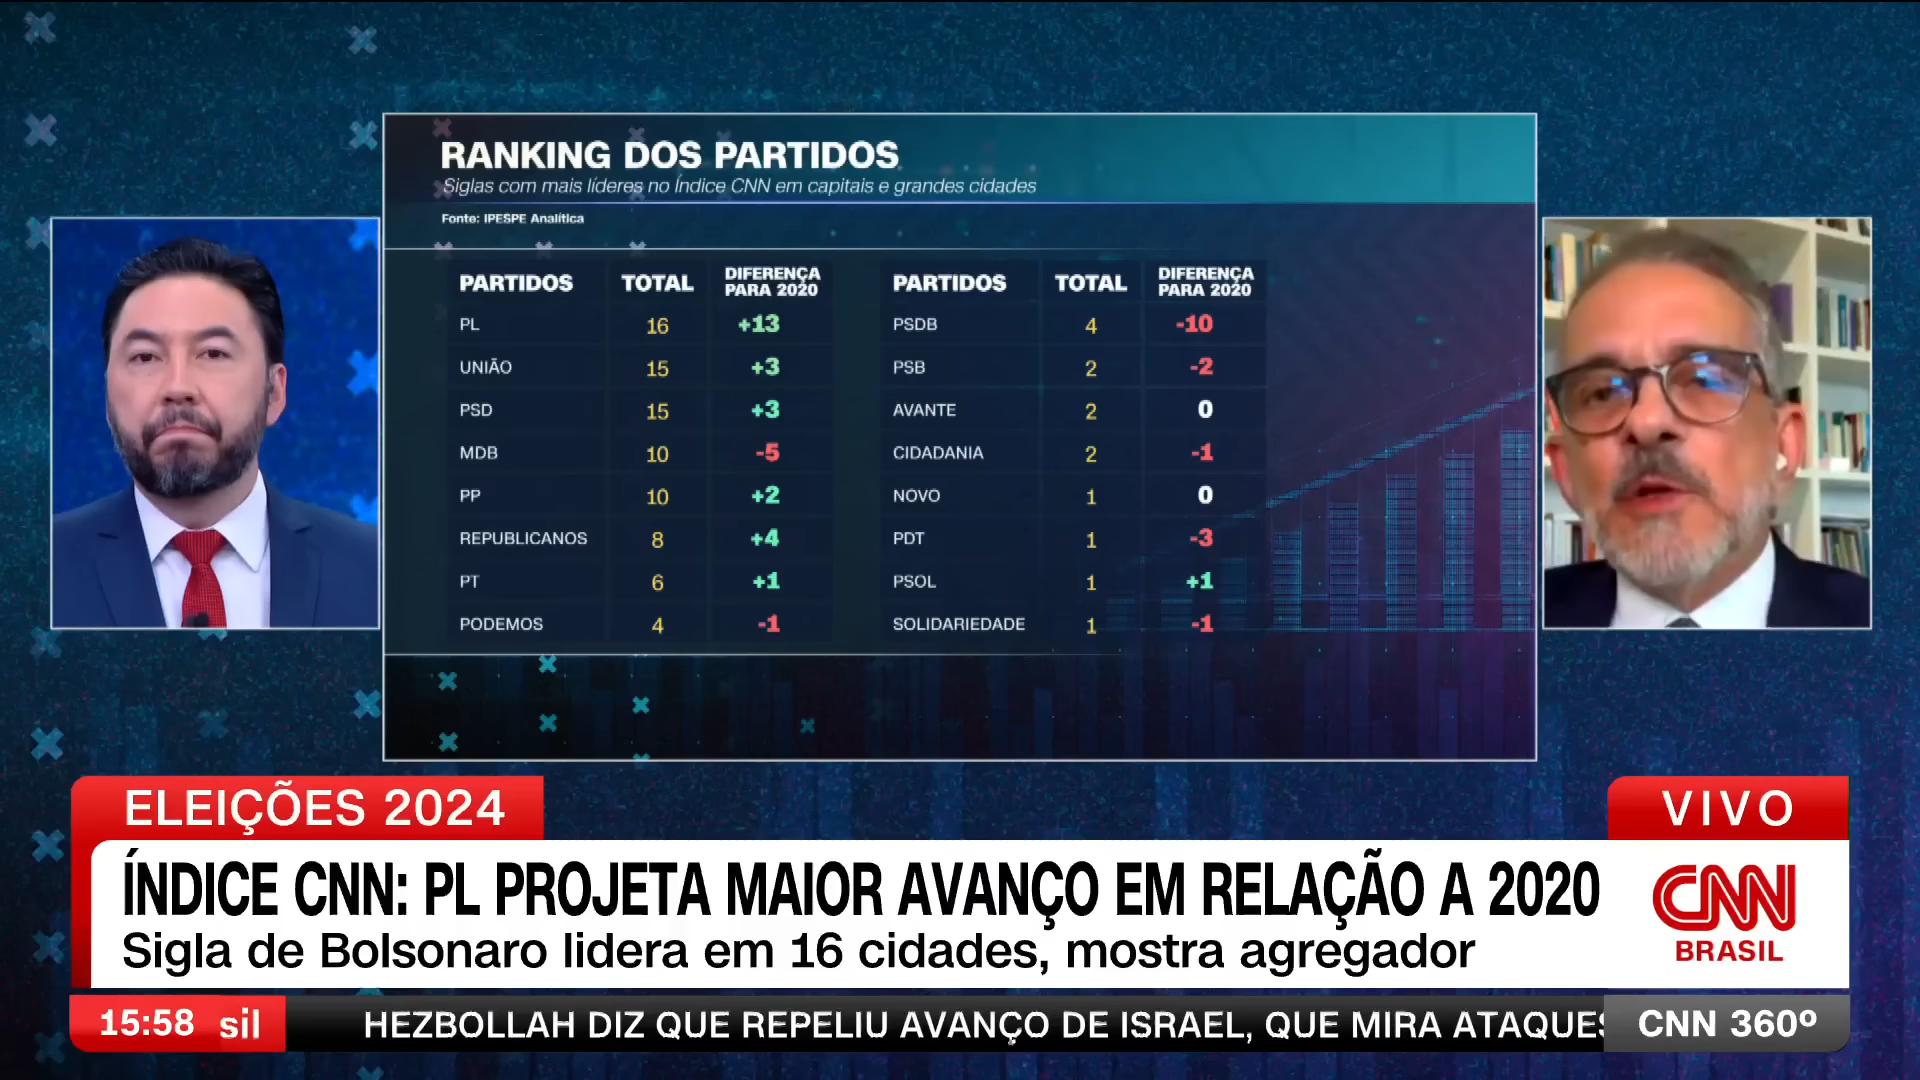 RANKING DOS PARTIDOS
Siglas com mais líderes no Índice CNN em capitais e grandes cidades
Fonte: IPESPE Analítica
PARTIDOS TOTAL DIFERENÇA PARA 2020
PL 16 +13
UNIÃO 15 +3
PSD 15 +3
MDB 10 -5
PP 10 +2
REPUBLICANOS 8 +4
PT 6 +1
PODEMOS 4 -1
PARTIDOS TOTAL DIFERENÇA PARA 2020
PSDB 4 -10
PSB 2 -2
AVANTE 2 0
CIDADANIA 2 -1
NOVO 1 0
PDT 1 -3
PSOL 1 +1
SOLIDARIEDADE 1 -1
ELEIÇÕES 2024
VIVO
ÍNDICE CNN: PL PROJETA MAIOR AVANÇO EM RELAÇÃO A 2020
Sigla de Bolsonaro lidera em 16 cidades, mostra agregador
CNN
BRASIL
15:58 sil HEZBOLLAH DIZ QUE REPELIU AVANÇO DE ISRAEL, QUE MIRA ATAQUES CNN 360º